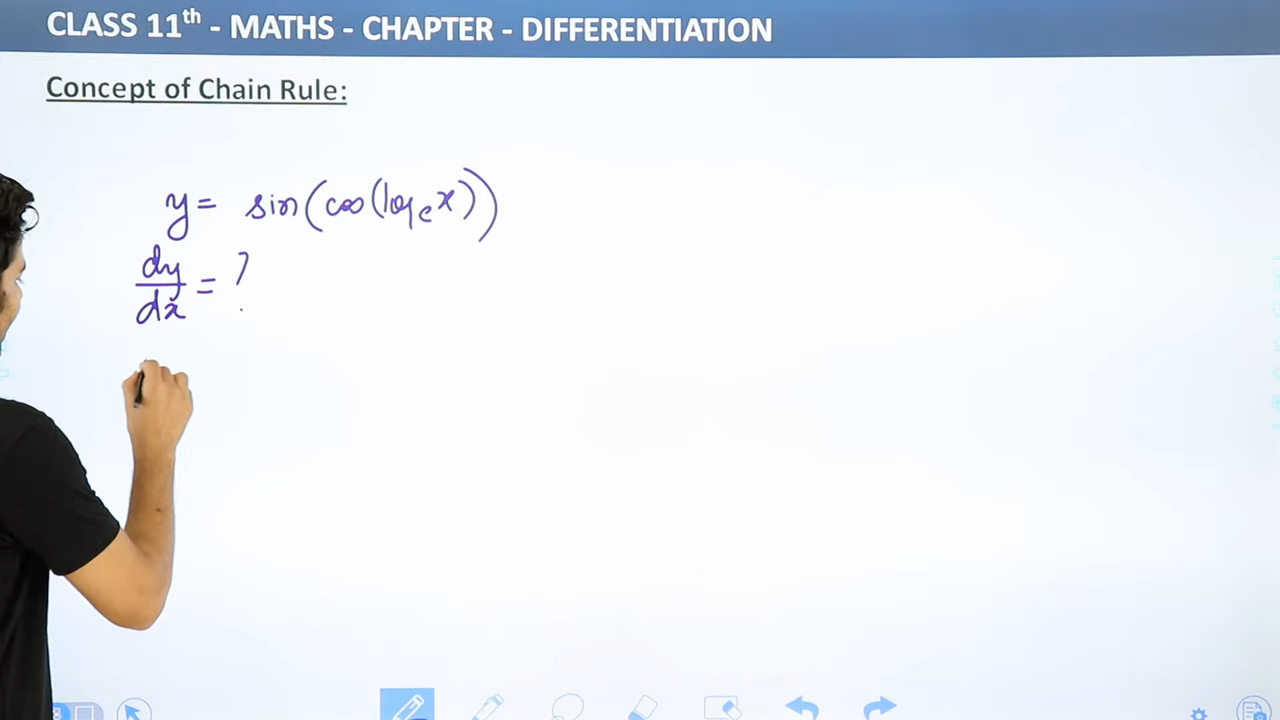 CLASS 11th - MATHS - CHAPTER - DIFFERENTIATION
Concept of Chain Rule:
y = sin(cos(logₑx))
dy/dx = ?